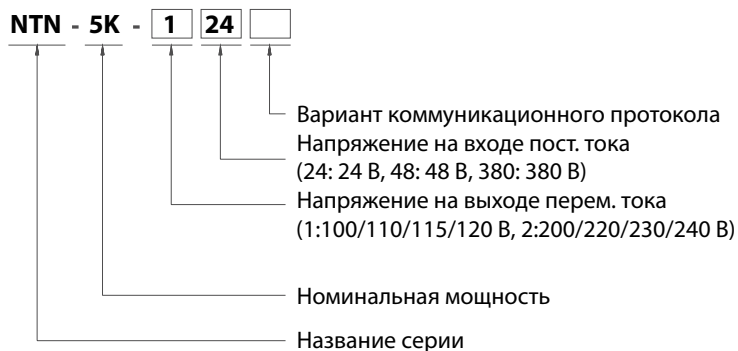 NTN - 5K - 1 24
Вариант коммуникационного протокола
Напряжение на входе пост. тока
(24: 24 В, 48: 48 В, 380: 380 В)
Напряжение на выходе перем. тока
(1:100/110/115/120 В, 2:200/220/230/240 В)
Номинальная мощность
Название серии